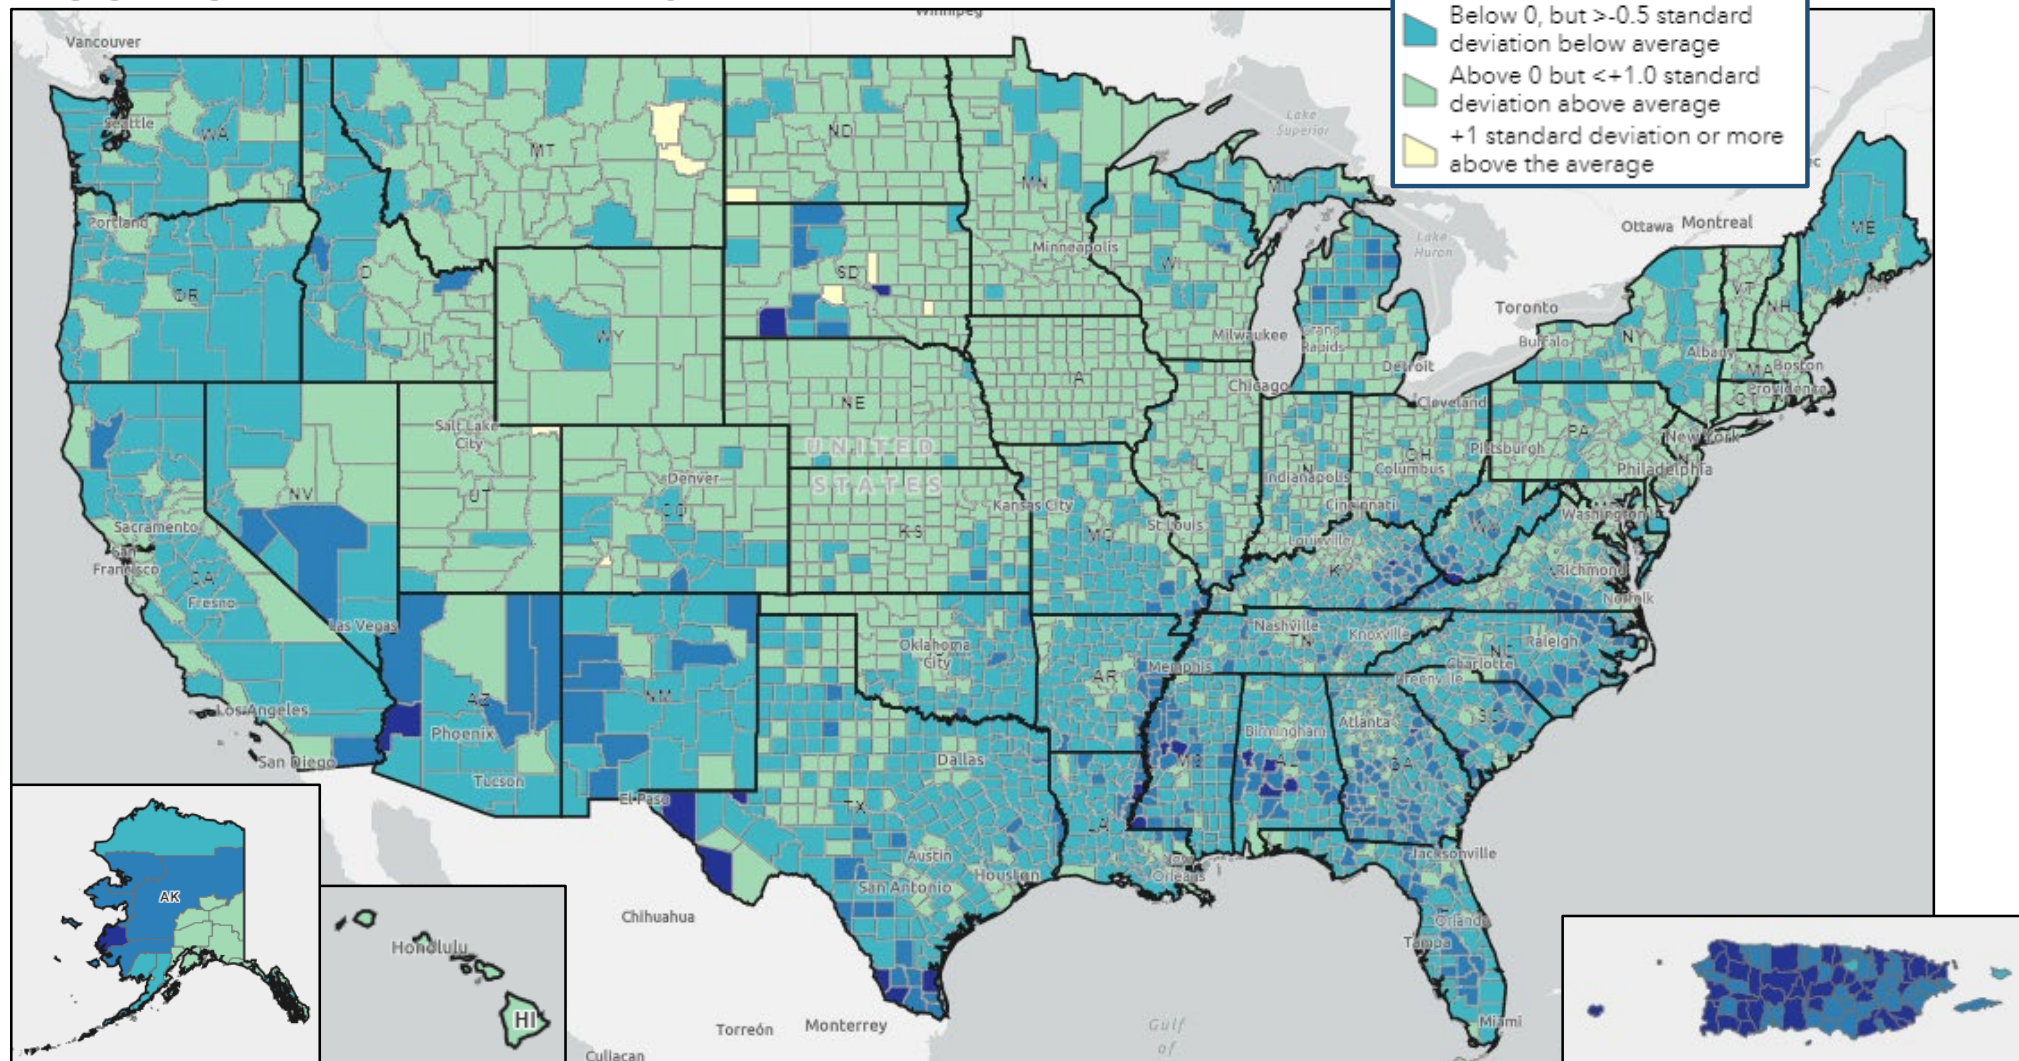 Winnipeg
Below 0, but >-0.5 standard
deviation below average
Above 0 but <+1.0 standard
deviation above average
+1 standard deviation or more
above the average
Vancouver
Lake
Superior
Seattle
WA
MT
ND
MN
MI
Ottawa
Montreal
Portland
ME
Minneapolis
Lake
Huron
OR
SD
WI
VT
NH
Toronto
WY
Milwaukee
Grand
Rapids
Buffalo
NY
Albany
Detroit
MA
Boston
Providence
IA
Chicago
Cleveland
NE
Salt Lake
City
UNITED
STATES
Denver
PA
New York
Pittsburgh
OH
Columbus
Philadelphia
IL
IN
Indianapolis
NV
UT
CO
Kansas City
Sacramento
St Louis
Cincinnati
Washington
San
Francisco
KS
MO
WV
Louisville
CA
KY
Richmond
Fresno
Norfolk
Las Vegas
Nashville
Knoxville
Raleigh
Oklahoma
City
TN
NC
Memphis
Charlotte
Greenville
AR
AZ
NM
Los Angeles
Phoenix
Atlanta
SC
Birmingham
San Diego
Dallas
MS
AL
GA
Tucson
El Paso
TX
LA
Austin
Jacksonville
New
Orleans
Houston
San Antonio
AK
Chihuahua
Orlando
Tampa
Honolulu
HI
Miami
Torreón
Monterrey
Gulf
of
Culiacan